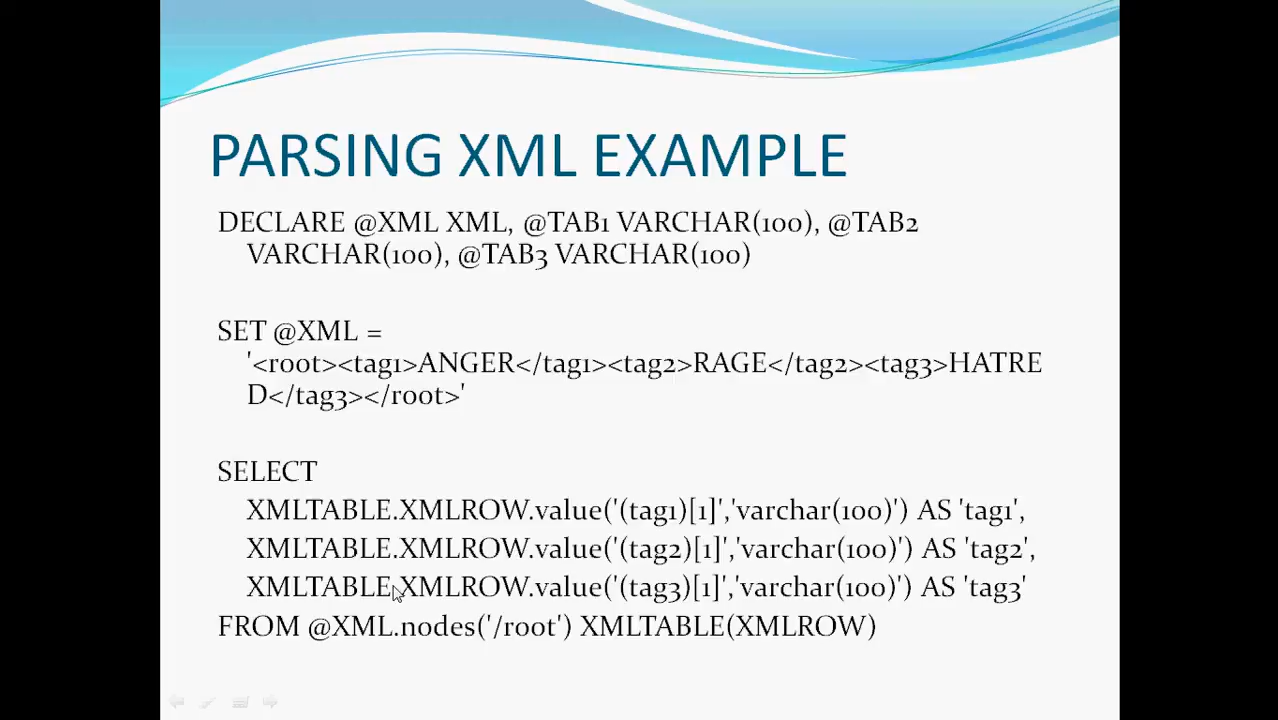 PARSING XML EXAMPLE
DECLARE @XML XML, @TAB1 VARCHAR(100), @TAB2
VARCHAR(100), @TAB3 VARCHAR(100)
SET @XML =
'<root><tag1>ANGER</tag1><tag2>RAGE</tag2><tag3>HATRE
D</tag3></root>'
SELECT
XMLTABLE.XMLROW.value('(tag1)[1]','varchar(100)') AS 'tag1',
XMLTABLE.XMLROW.value('(tag2)[1]','varchar(100)') AS 'tag2',
XMLTABLE.XMLROW.value('(tag3)[1]','varchar(100)') AS 'tag3'
FROM @XML.nodes('/root') XMLTABLE(XMLROW)